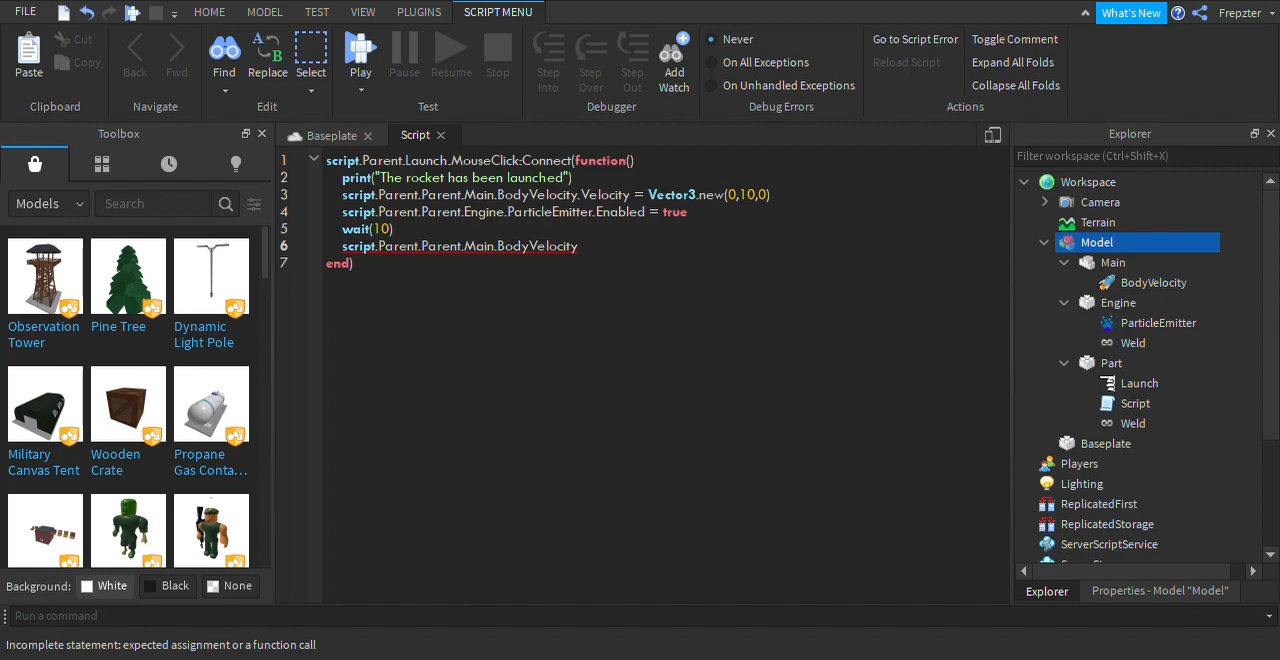 FILE HOME MODEL TEST VIEW PLUGINS SCRIPT MENU What's New Frepzter
Paste Cut Copy
Clipboard
Back Fwd
Navigate
Find Replace Select
Edit
Play Pause Resume Stop
Test
Step Into Step Over Step Out Add Watch
Debugger
Never
On All Exceptions
On Unhandled Exceptions
Debug Errors
Go to Script Error Toggle Comment
Reload Script Expand All Folds
Collapse All Folds
Actions
Toolbox
Models Search
Observation Tower
Pine Tree
Dynamic Light Pole
Military Canvas Tent
Wooden Crate
Propane Gas Conta...
Background: White Black None
Baseplate Script
1 script.Parent.Launch.MouseClick:Connect(function()
2 print("The rocket has been launched")
3 script.Parent.Parent.Main.BodyVelocity.Velocity = Vector3.new(0,10,0)
4 script.Parent.Parent.Engine.ParticleEmitter.Enabled = true
5 wait(10)
6 script.Parent.Parent.Main.BodyVelocity
7 end)
Explorer
Filter workspace (Ctrl+Shift+X)
Workspace
Camera
Terrain
Model
Main
BodyVelocity
Engine
ParticleEmitter
Weld
Part
Launch
Script
Weld
Baseplate
Players
Lighting
ReplicatedFirst
ReplicatedStorage
ServerScriptService
Explorer Properties - Model "Model"
Run a command
Incomplete statement: expected assignment or a function call